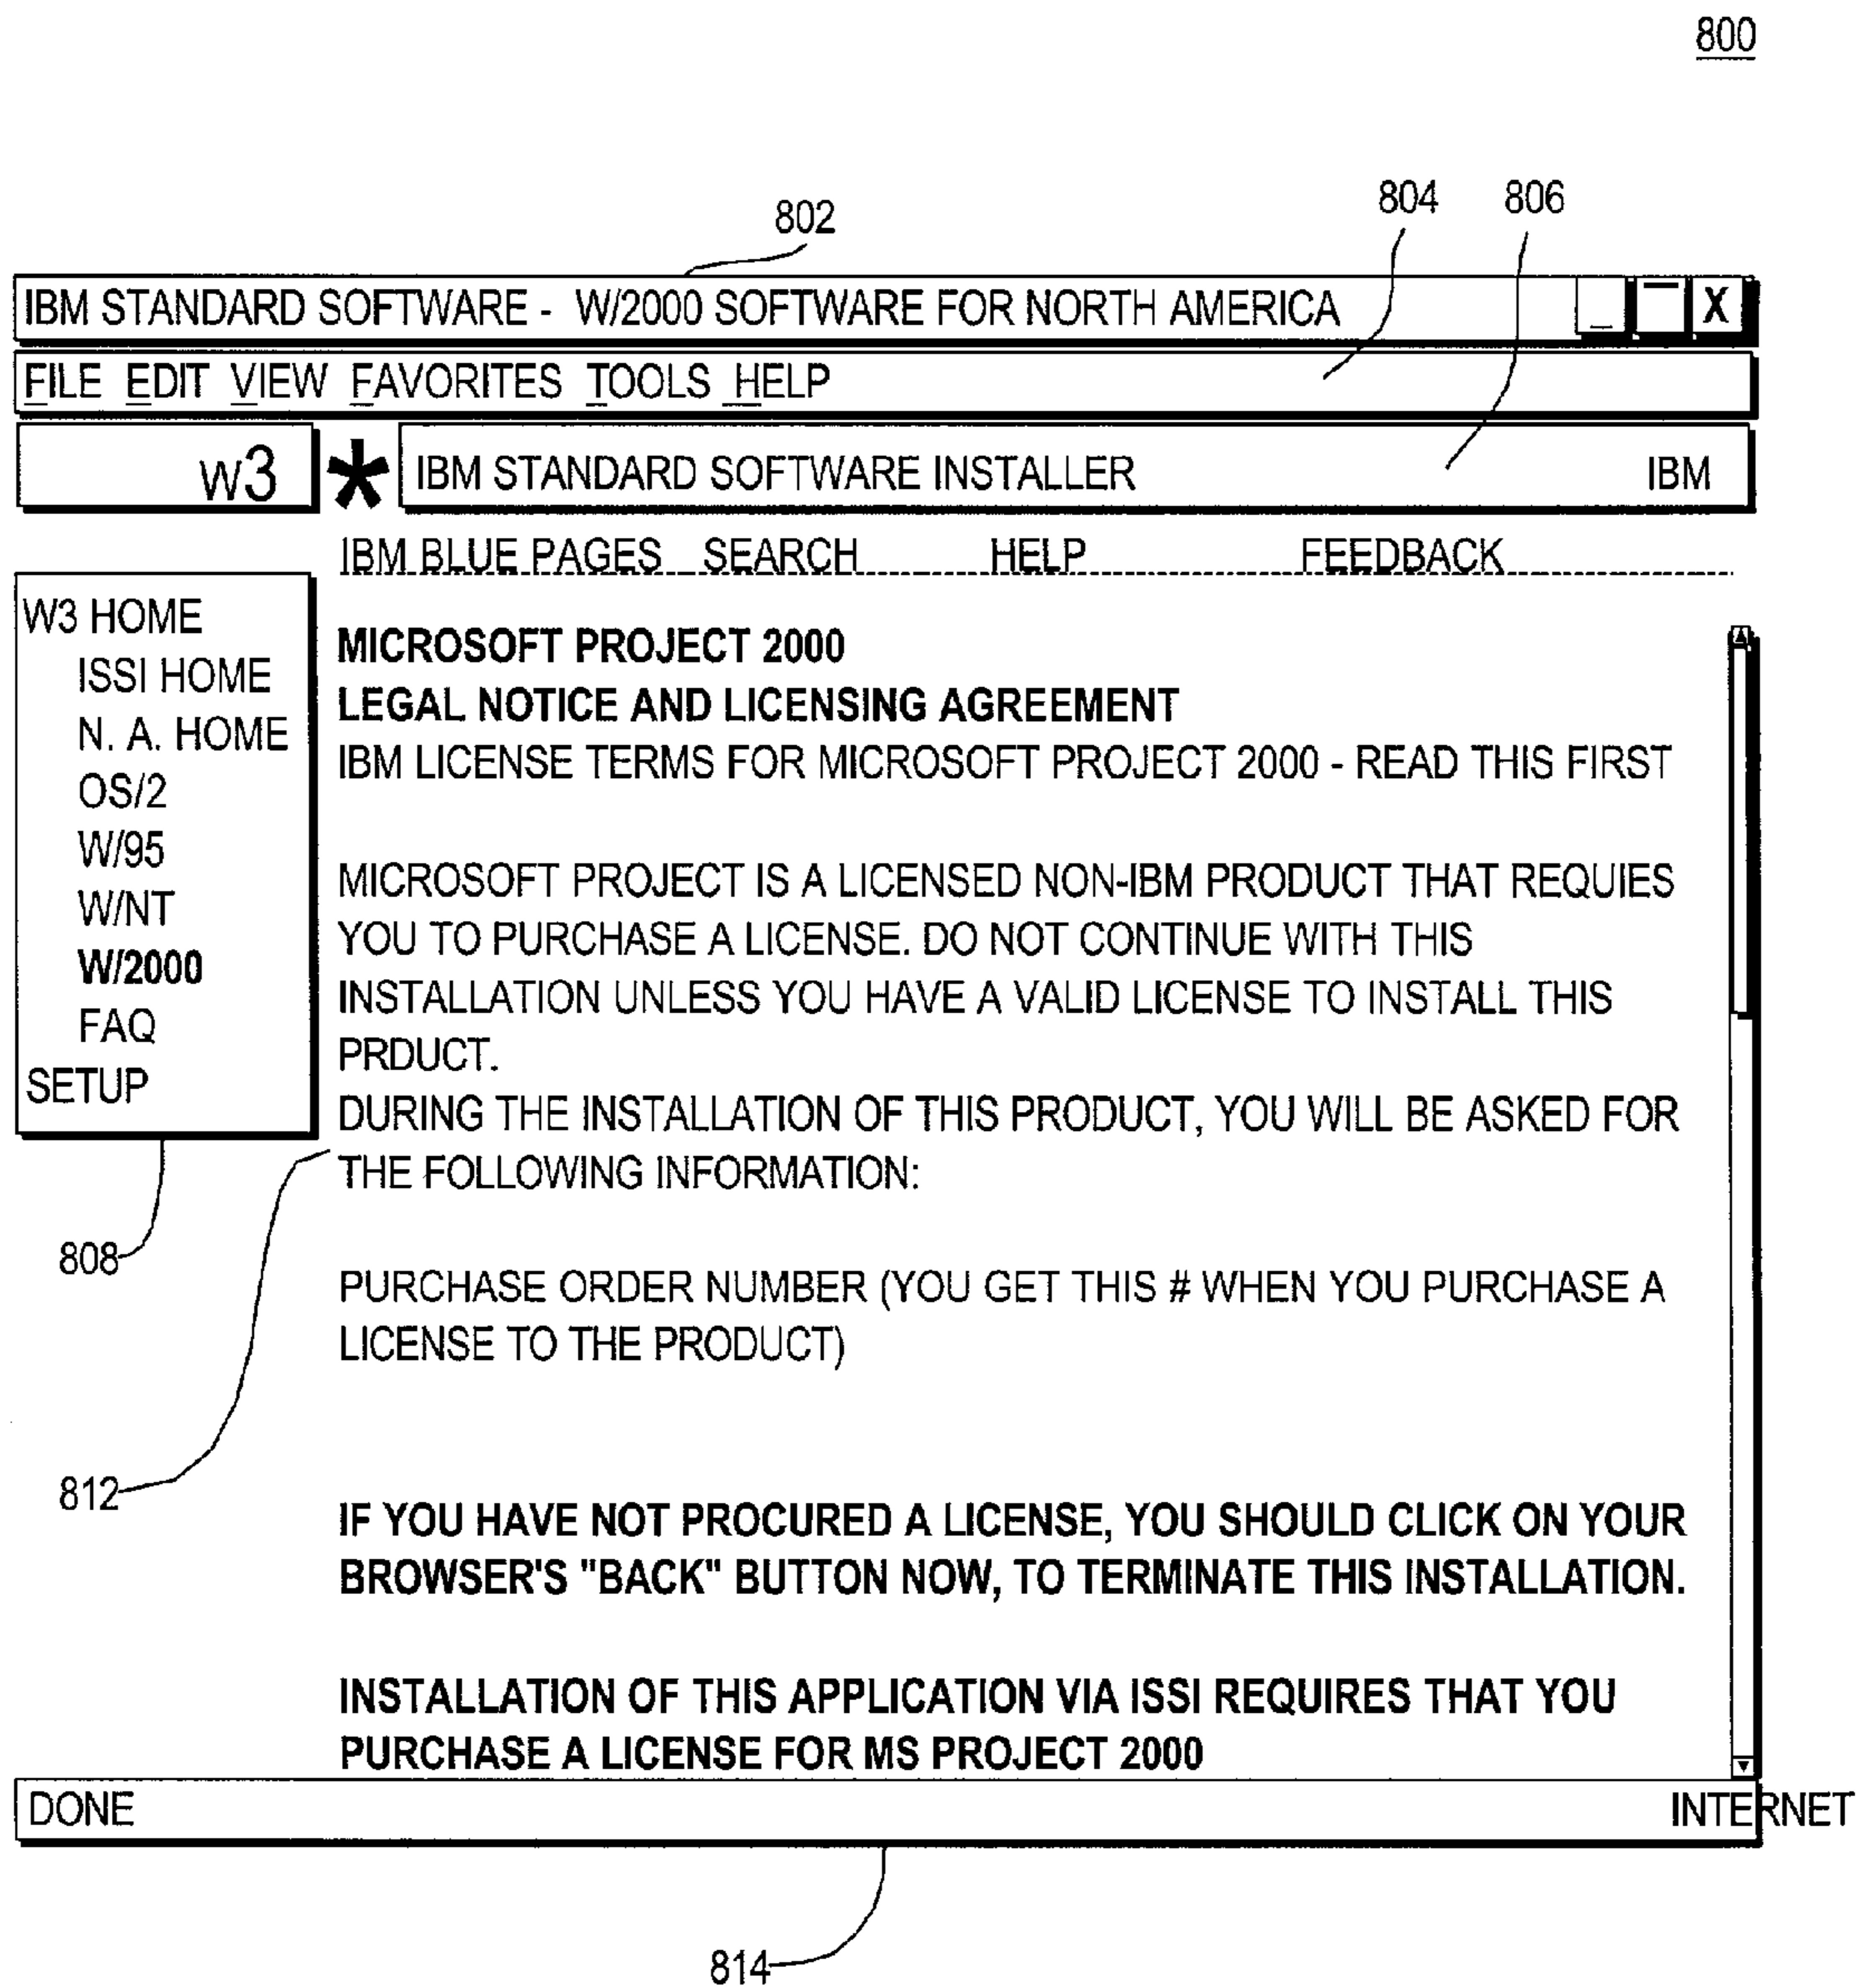 800
802
804
806
IBM STANDARD SOFTWARE - W/2000 SOFTWARE FOR NORTH AMERICA _ X
FILE EDIT VIEW FAVORITES TOOLS HELP
w3 * IBM STANDARD SOFTWARE INSTALLER IBM
IBM BLUE PAGES SEARCH HELP FEEDBACK
W3 HOME
ISSI HOME
N. A. HOME
OS/2
W/95
W/NT
W/2000
FAQ
SETUP
808
812
MICROSOFT PROJECT 2000
LEGAL NOTICE AND LICENSING AGREEMENT
IBM LICENSE TERMS FOR MICROSOFT PROJECT 2000 - READ THIS FIRST
MICROSOFT PROJECT IS A LICENSED NON-IBM PRODUCT THAT REQUIES
YOU TO PURCHASE A LICENSE. DO NOT CONTINUE WITH THIS
INSTALLATION UNLESS YOU HAVE A VALID LICENSE TO INSTALL THIS
PRDUCT.
DURING THE INSTALLATION OF THIS PRODUCT, YOU WILL BE ASKED FOR
THE FOLLOWING INFORMATION:
PURCHASE ORDER NUMBER (YOU GET THIS # WHEN YOU PURCHASE A
LICENSE TO THE PRODUCT)
IF YOU HAVE NOT PROCURED A LICENSE, YOU SHOULD CLICK ON YOUR
BROWSER'S "BACK" BUTTON NOW, TO TERMINATE THIS INSTALLATION.
INSTALLATION OF THIS APPLICATION VIA ISSI REQUIRES THAT YOU
PURCHASE A LICENSE FOR MS PROJECT 2000
DONE INTERNET
814